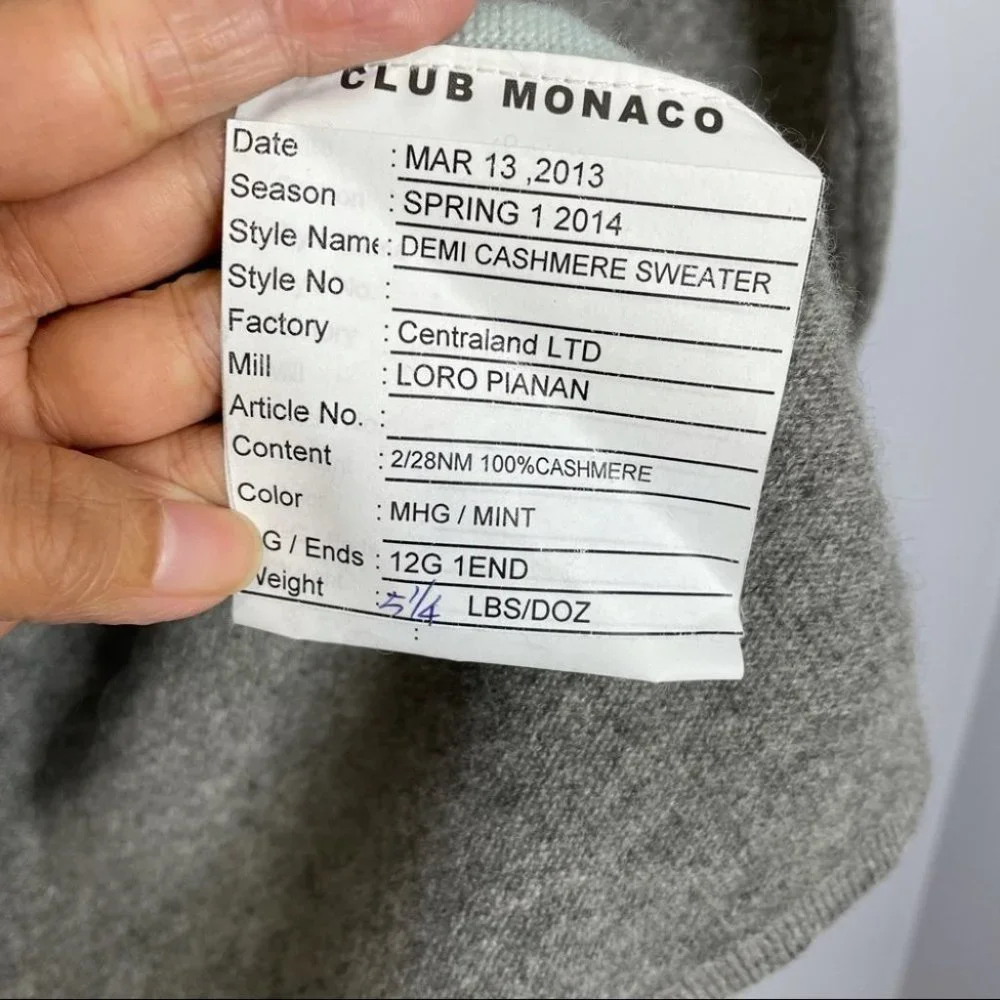 CLUB MONACO
Date : MAR 13 ,2013
Season : SPRING 1 2014
Style Name : DEMI CASHMERE SWEATER
Style No :
Factory : Centraland LTD
Mill : LORO PIANAN
Article No. :
Content : 2/28NM 100%CASHMERE
Color : MHG / MINT
G / Ends : 12G 1END
Weight : 5 1/4 LBS/DOZ
: